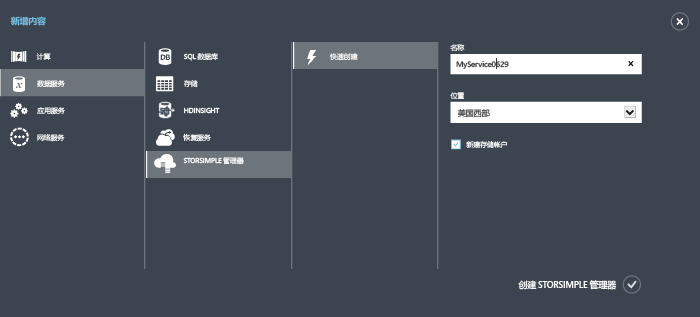 新增内容
计算
数据服务
应用服务
网络服务
DB
SQL 数据库
存储
HDINSIGHT
恢复服务
STORSIMPLE 管理器
快速创建
名称
MyService0629
位置
美国西部
新建存储帐户
创建 STORSIMPLE 管理器